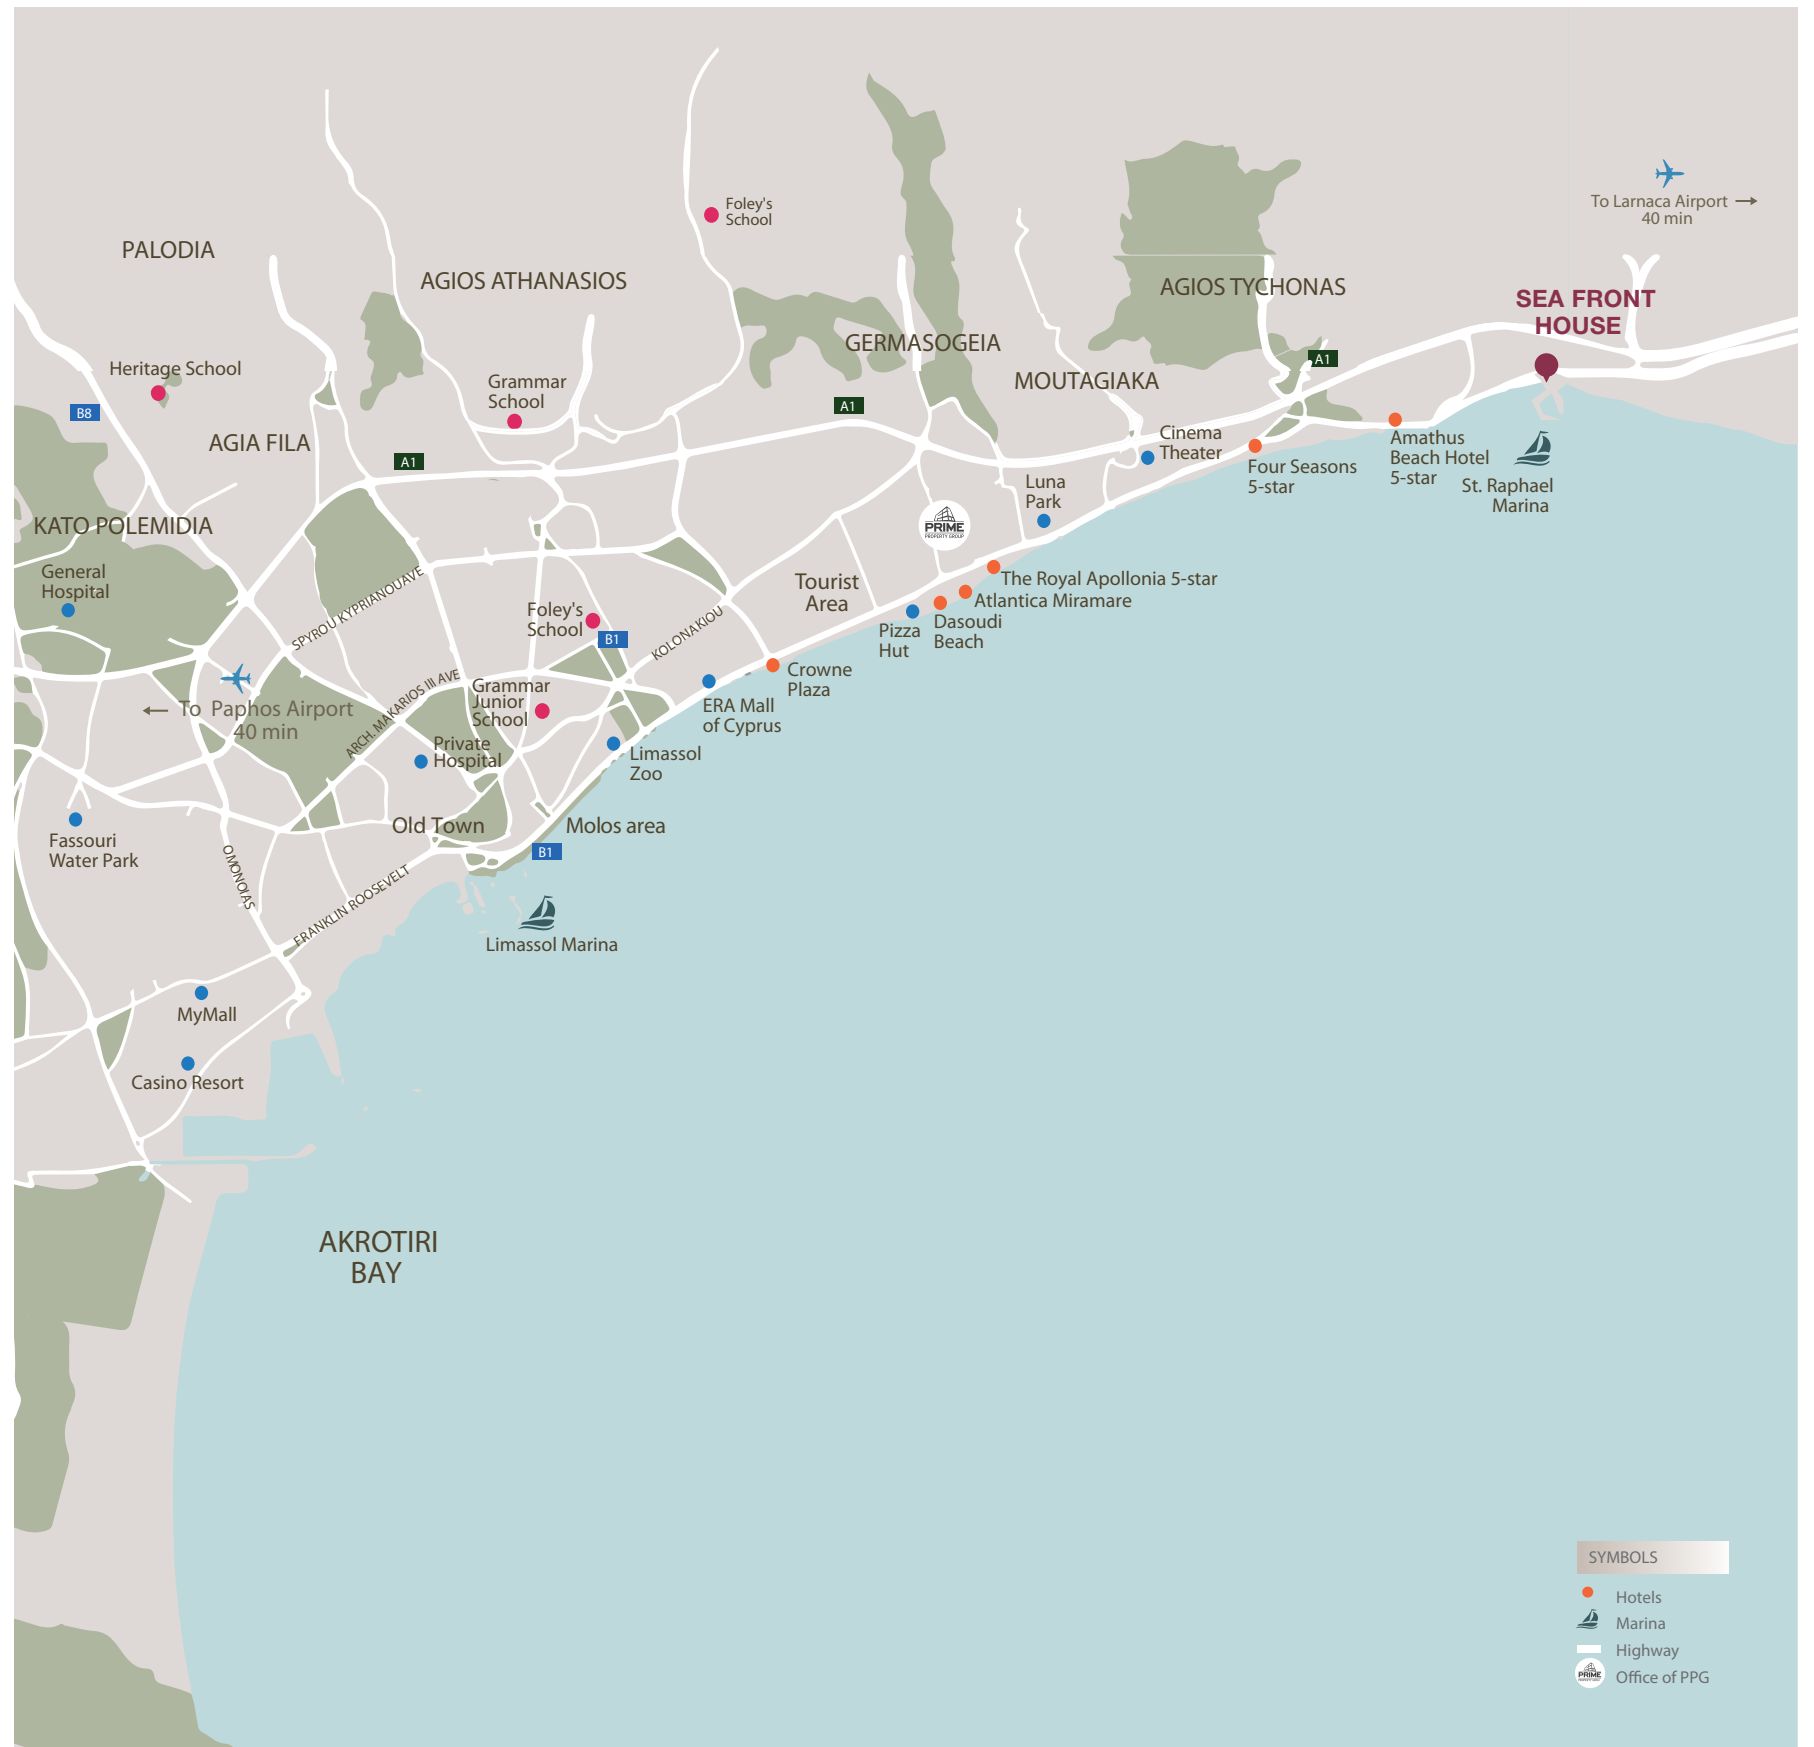 To Larnaca Airport
40 min
Foley's
School
PALODIA
AGIOS ATHANASIOS
AGIOS TYCHONAS
SEA FRONT
HOUSE
GERMASOGEIA
A1
Heritage School
Grammar
School
MOUTAGIAKA
B8
A1
AGIA FILA
Cinema
Theater
Amathus
Beach Hotel
5-star
A1
Four Seasons
5-star
St. Raphael
Marina
Luna
Park
KATO POLEMIDIA
PRIME
PROPERTY GROUP
General
Hospital
SPYROU KYPRIANOUAVE
Tourist
Area
The Royal Apollonia 5-star
Atlantica Miramare
Foley's
School
B1
KOLONAKIOU
Pizza
Hut
Dasoudi
Beach
Crowne
Plaza
ARCH. MAKARIOS III AVE
Grammar
Junior
School
To Paphos Airport
40 min
ERA Mall
of Cyprus
Private
Hospital
Limassol
Zoo
Old Town
Molos area
B1
Fassouri
Water Park
OMONOIAS
FRANKLIN ROOSEVELT
Limassol Marina
MyMall
Casino Resort
AKROTIRI
BAY
SYMBOLS
Hotels
Marina
Highway
PRIME
Office of PPG